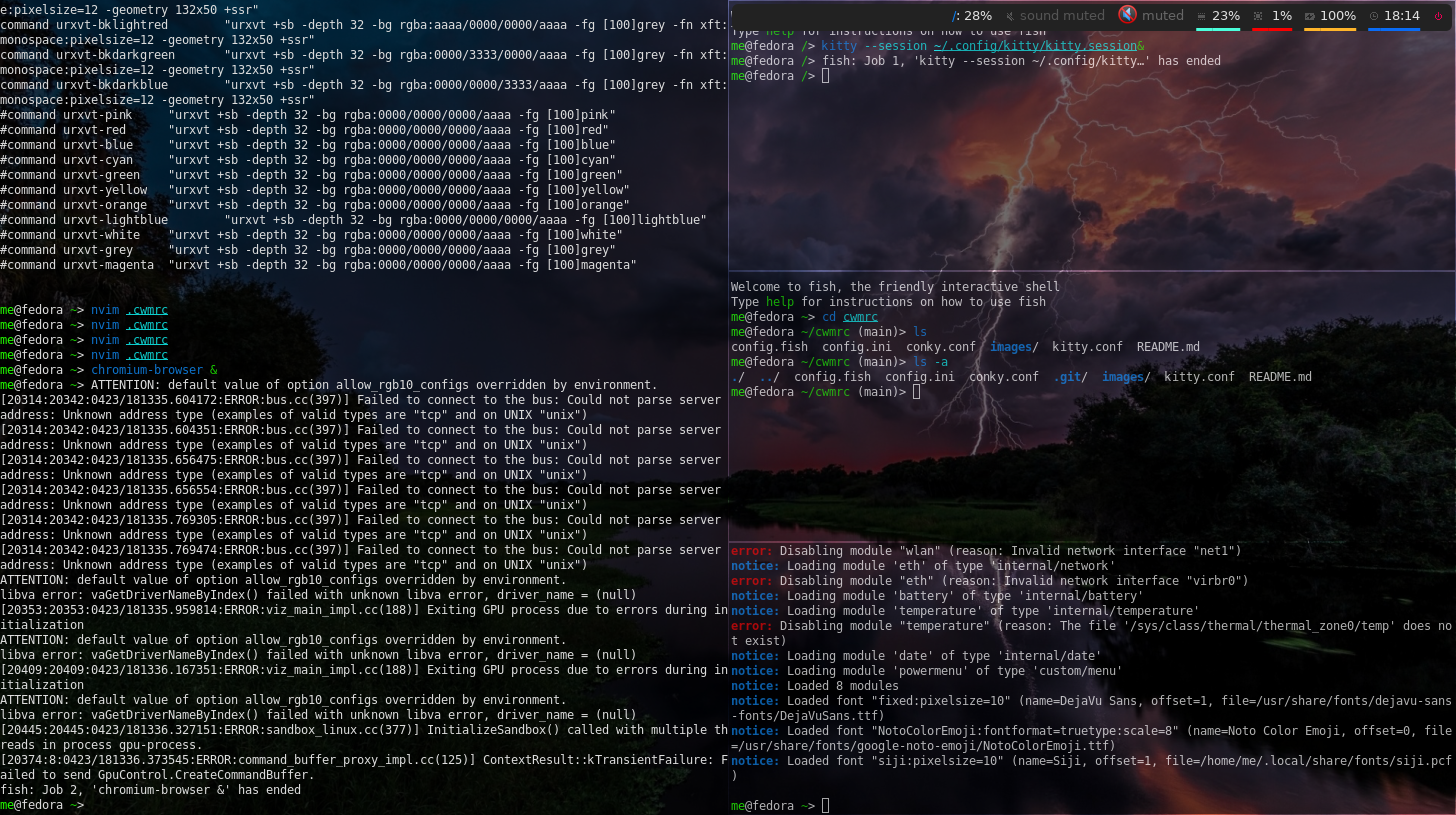 e:pixelsize=12 -geometry 132x50 +ssr"
command urxvt-bklightred "urxvt +sb -depth 32 -bg rgba:aaaa/0000/0000/aaaa -fg [100]grey -fn xft:
monospace:pixelsize=12 -geometry 132x50 +ssr"
command urxvt-bkdarkgreen "urxvt +sb -depth 32 -bg rgba:0000/3333/0000/aaaa -fg [100]grey -fn xft:
monospace:pixelsize=12 -geometry 132x50 +ssr"
command urxvt-bkdarkblue "urxvt +sb -depth 32 -bg rgba:0000/0000/3333/aaaa -fg [100]grey -fn xft:
monospace:pixelsize=12 -geometry 132x50 +ssr"
#command urxvt-pink "urxvt +sb -depth 32 -bg rgba:0000/0000/0000/aaaa -fg [100]pink"
#command urxvt-red "urxvt +sb -depth 32 -bg rgba:0000/0000/0000/aaaa -fg [100]red"
#command urxvt-blue "urxvt +sb -depth 32 -bg rgba:0000/0000/0000/aaaa -fg [100]blue"
#command urxvt-cyan "urxvt +sb -depth 32 -bg rgba:0000/0000/0000/aaaa -fg [100]cyan"
#command urxvt-green "urxvt +sb -depth 32 -bg rgba:0000/0000/0000/aaaa -fg [100]green"
#command urxvt-yellow "urxvt +sb -depth 32 -bg rgba:0000/0000/0000/aaaa -fg [100]yellow"
#command urxvt-orange "urxvt +sb -depth 32 -bg rgba:0000/0000/0000/aaaa -fg [100]orange"
#command urxvt-lightblue "urxvt +sb -depth 32 -bg rgba:0000/0000/0000/aaaa -fg [100]lightblue"
#command urxvt-white "urxvt +sb -depth 32 -bg rgba:0000/0000/0000/aaaa -fg [100]white"
#command urxvt-grey "urxvt +sb -depth 32 -bg rgba:0000/0000/0000/aaaa -fg [100]grey"
#command urxvt-magenta "urxvt +sb -depth 32 -bg rgba:0000/0000/0000/aaaa -fg [100]magenta"
me@fedora ~> nvim .cwmrc
me@fedora ~> nvim .cwmrc
me@fedora ~> nvim .cwmrc
me@fedora ~> nvim .cwmrc
me@fedora ~> chromium-browser &
me@fedora ~> ATTENTION: default value of option allow_rgb10_configs overridden by environment.
[20314:20342:0423/181335.604172:ERROR:bus.cc(397)] Failed to connect to the bus: Could not parse server
address: Unknown address type (examples of valid types are "tcp" and on UNIX "unix")
[20314:20342:0423/181335.604351:ERROR:bus.cc(397)] Failed to connect to the bus: Could not parse server
address: Unknown address type (examples of valid types are "tcp" and on UNIX "unix")
[20314:20342:0423/181335.656475:ERROR:bus.cc(397)] Failed to connect to the bus: Could not parse server
address: Unknown address type (examples of valid types are "tcp" and on UNIX "unix")
[20314:20342:0423/181335.656554:ERROR:bus.cc(397)] Failed to connect to the bus: Could not parse server
address: Unknown address type (examples of valid types are "tcp" and on UNIX "unix")
[20314:20342:0423/181335.769305:ERROR:bus.cc(397)] Failed to connect to the bus: Could not parse server
address: Unknown address type (examples of valid types are "tcp" and on UNIX "unix")
[20314:20342:0423/181335.769474:ERROR:bus.cc(397)] Failed to connect to the bus: Could not parse server
address: Unknown address type (examples of valid types are "tcp" and on UNIX "unix")
ATTENTION: default value of option allow_rgb10_configs overridden by environment.
libva error: vaGetDriverNameByIndex() failed with unknown libva error, driver_name = (null)
[20353:20353:0423/181335.959814:ERROR:viz_main_impl.cc(188)] Exiting GPU process due to errors during in
itialization
ATTENTION: default value of option allow_rgb10_configs overridden by environment.
libva error: vaGetDriverNameByIndex() failed with unknown libva error, driver_name = (null)
[20409:20409:0423/181336.167351:ERROR:viz_main_impl.cc(188)] Exiting GPU process due to errors during in
itialization
ATTENTION: default value of option allow_rgb10_configs overridden by environment.
libva error: vaGetDriverNameByIndex() failed with unknown libva error, driver_name = (null)
[20445:20445:0423/181336.327151:ERROR:sandbox_linux.cc(377)] InitializeSandbox() called with multiple th
reads in process gpu-process.
[20374:8:0423/181336.373545:ERROR:command_buffer_proxy_impl.cc(125)] ContextResult::kTransientFailure: F
ailed to send GpuControl.CreateCommandBuffer.
fish: Job 2, 'chromium-browser &' has ended
me@fedora ~>
/: 28% sound muted muted 23% 1% 100% 18:14
Type help for instructions on how to use fish
me@fedora /> kitty --session ~/.config/kitty/kitty.session&
me@fedora /> fish: Job 1, 'kitty --session ~/.config/kitty…' has ended
me@fedora />
Welcome to fish, the friendly interactive shell
Type help for instructions on how to use fish
me@fedora ~> cd cwmrc
me@fedora ~/cwmrc (main)> ls
config.fish config.ini conky.conf images/ kitty.conf README.md
me@fedora ~/cwmrc (main)> ls -a
./ ../ config.fish config.ini conky.conf .git/ images/ kitty.conf README.md
me@fedora ~/cwmrc (main)>
error: Disabling module "wlan" (reason: Invalid network interface "net1")
notice: Loading module 'eth' of type 'internal/network'
error: Disabling module "eth" (reason: Invalid network interface "virbr0")
notice: Loading module 'battery' of type 'internal/battery'
notice: Loading module 'temperature' of type 'internal/temperature'
error: Disabling module "temperature" (reason: The file '/sys/class/thermal/thermal_zone0/temp' does no
t exist)
notice: Loading module 'date' of type 'internal/date'
notice: Loading module 'powermenu' of type 'custom/menu'
notice: Loaded 8 modules
notice: Loaded font "fixed:pixelsize=10" (name=DejaVu Sans, offset=1, file=/usr/share/fonts/dejavu-sans
-fonts/DejaVuSans.ttf)
notice: Loaded font "NotoColorEmoji:fontformat=truetype:scale=8" (name=Noto Color Emoji, offset=0, file
=/usr/share/fonts/google-noto-emoji/NotoColorEmoji.ttf)
notice: Loaded font "siji:pixelsize=10" (name=Siji, offset=1, file=/home/me/.local/share/fonts/siji.pcf
)
me@fedora ~>